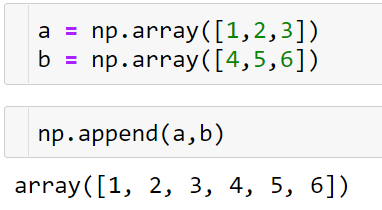 a = np.array([1,2,3])
b = np.array([4,5,6])
np.append(a,b)
array([1, 2, 3, 4, 5, 6])